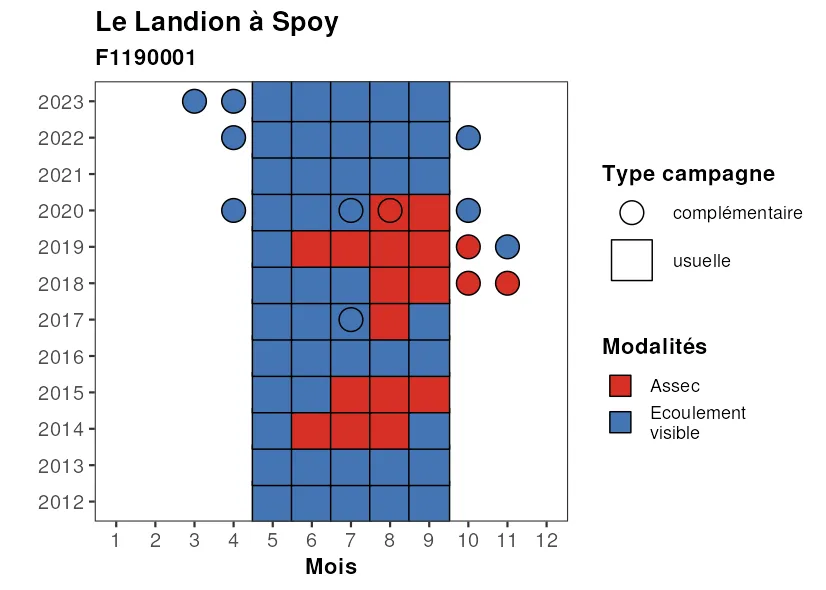 Le Landion à Spoy
F1190001
2023
2022
2021
2020
2019
2018
2017
2016
2015
2014
2013
2012
1 2 3 4 5 6 7 8 9 10 11 12
Mois
Type campagne
complémentaire
usuelle
Modalités
Assec
Ecoulement
visible